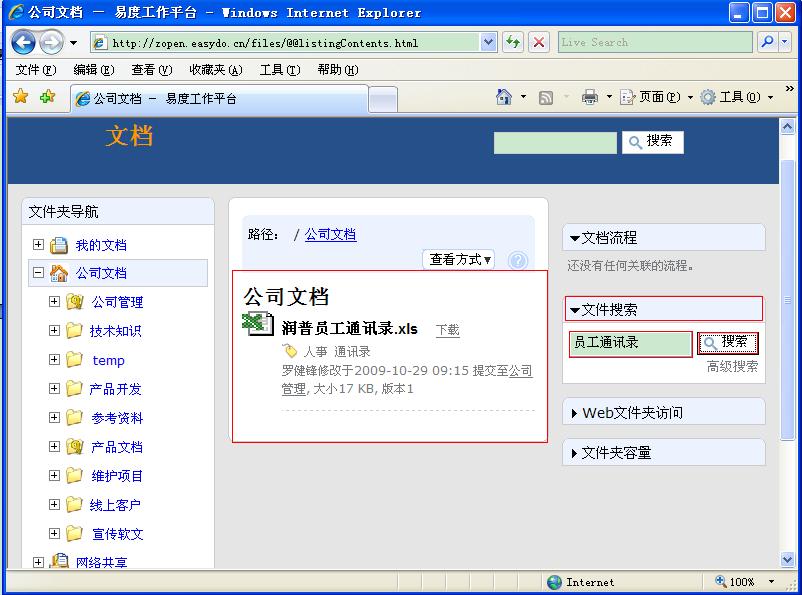 公司文档 － 易度工作平台 - Windows Internet Explorer
http://zopen.easydo.cn/files/@@listingContents.html
Live Search
文件(F) 编辑(E) 查看(V) 收藏夹(A) 工具(T) 帮助(H)
公司文档 － 易度工作平台
页面(P)
工具(O)
文档
搜索
文件夹导航
我的文档
公司文档
公司管理
技术知识
temp
产品开发
参考资料
产品文档
维护项目
线上客户
宣传软文
网络共享
路径： / 公司文档
查看方式▼
公司文档
润普员工通讯录.xls 下载
人事 通讯录
罗健锋修改于2009-10-29 09:15 提交至公司
管理, 大小17 KB, 版本1
文档流程
还没有任何关联的流程。
文件搜索
员工通讯录 搜索
高级搜索
Web文件夹访问
文件夹容量
Internet
100%